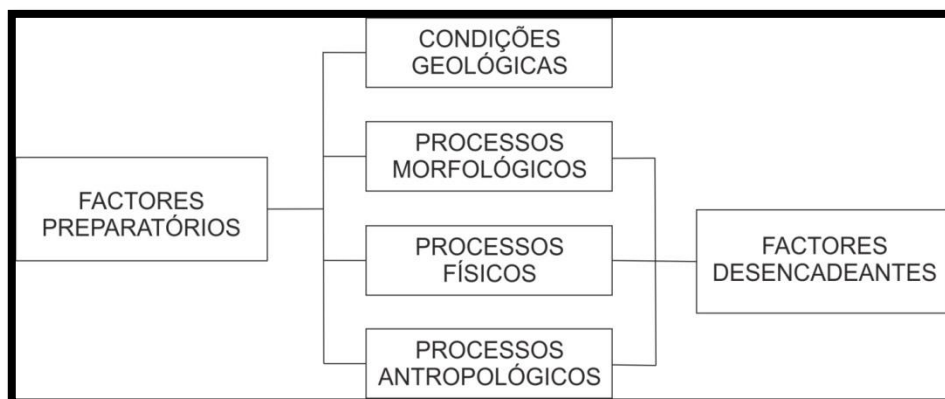 CONDIÇÕES
GEOLÓGICAS
PROCESSOS
MORFOLÓGICOS
FACTORES
PREPARATÓRIOS
PROCESSOS
FÍSICOS
FACTORES
DESENCADEANTES
PROCESSOS
ANTROPOLÓGICOS